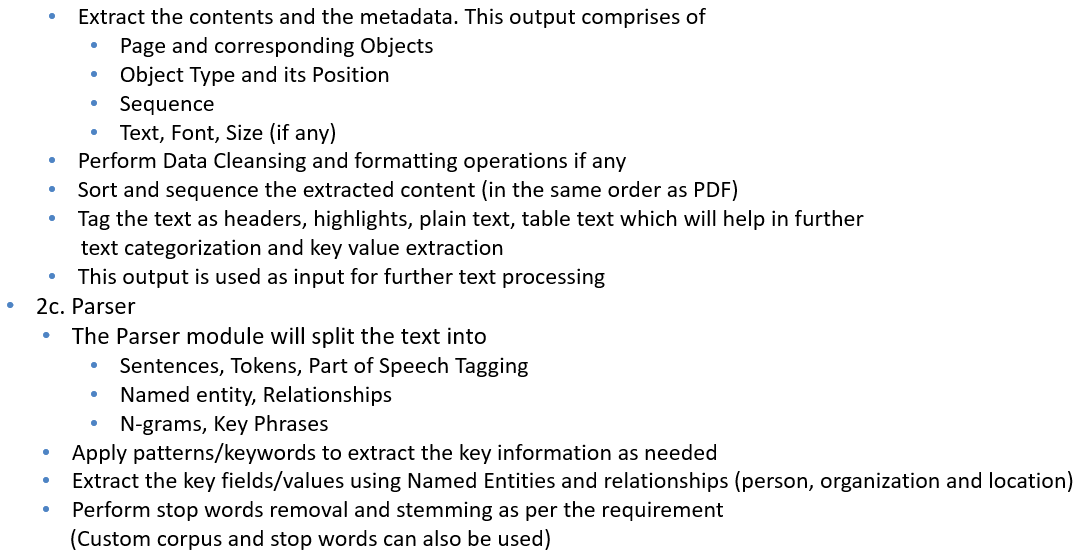 • Extract the contents and the metadata. This output comprises of
• Page and corresponding Objects
• Object Type and its Position
• Sequence
• Text, Font, Size (if any)
• Perform Data Cleansing and formatting operations if any
• Sort and sequence the extracted content (in the same order as PDF)
• Tag the text as headers, highlights, plain text, table text which will help in further
text categorization and key value extraction
• This output is used as input for further text processing
• 2c. Parser
• The Parser module will split the text into
• Sentences, Tokens, Part of Speech Tagging
• Named entity, Relationships
• N-grams, Key Phrases
• Apply patterns/keywords to extract the key information as needed
• Extract the key fields/values using Named Entities and relationships (person, organization and location)
• Perform stop words removal and stemming as per the requirement
(Custom corpus and stop words can also be used)